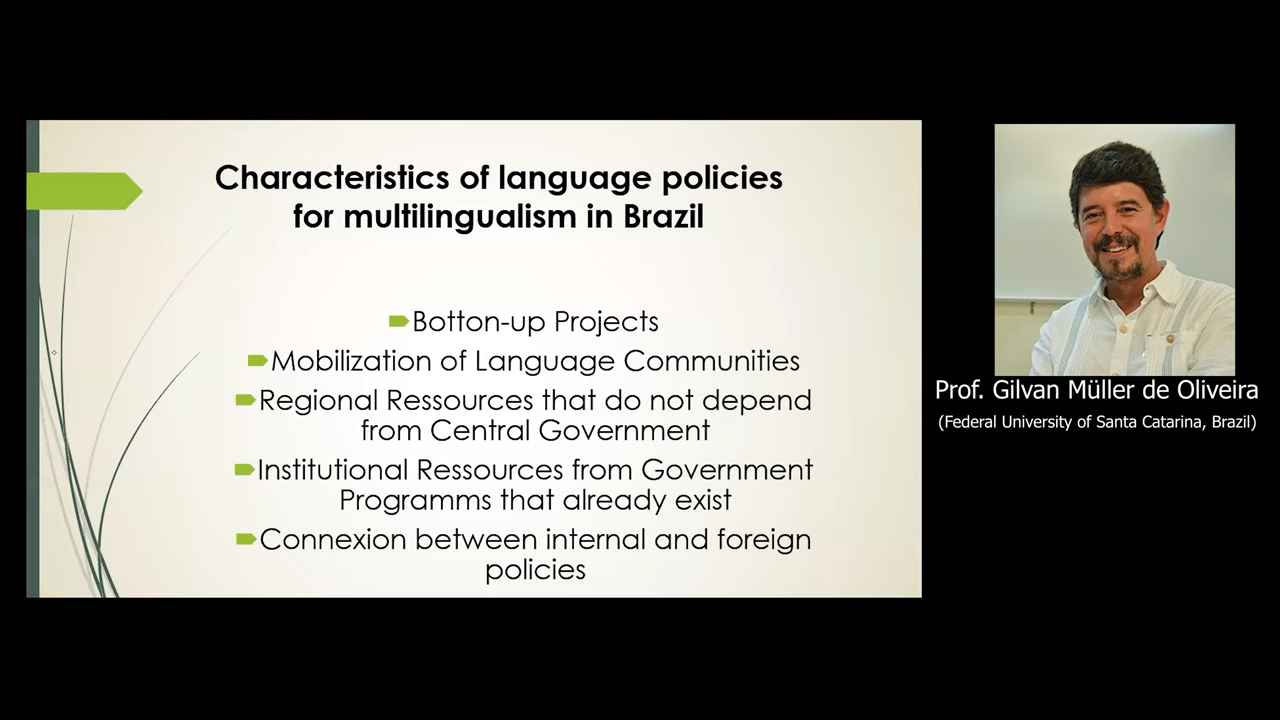 Characteristics of language policies
for multilingualism in Brazil
Botton-up Projects
Mobilization of Language Communities
Regional Ressources that do not depend
from Central Government
Institutional Ressources from Government
Programms that already exist
Connexion between internal and foreign
policies
Prof. Gilvan Müller de Oliveira
(Federal University of Santa Catarina, Brazil)